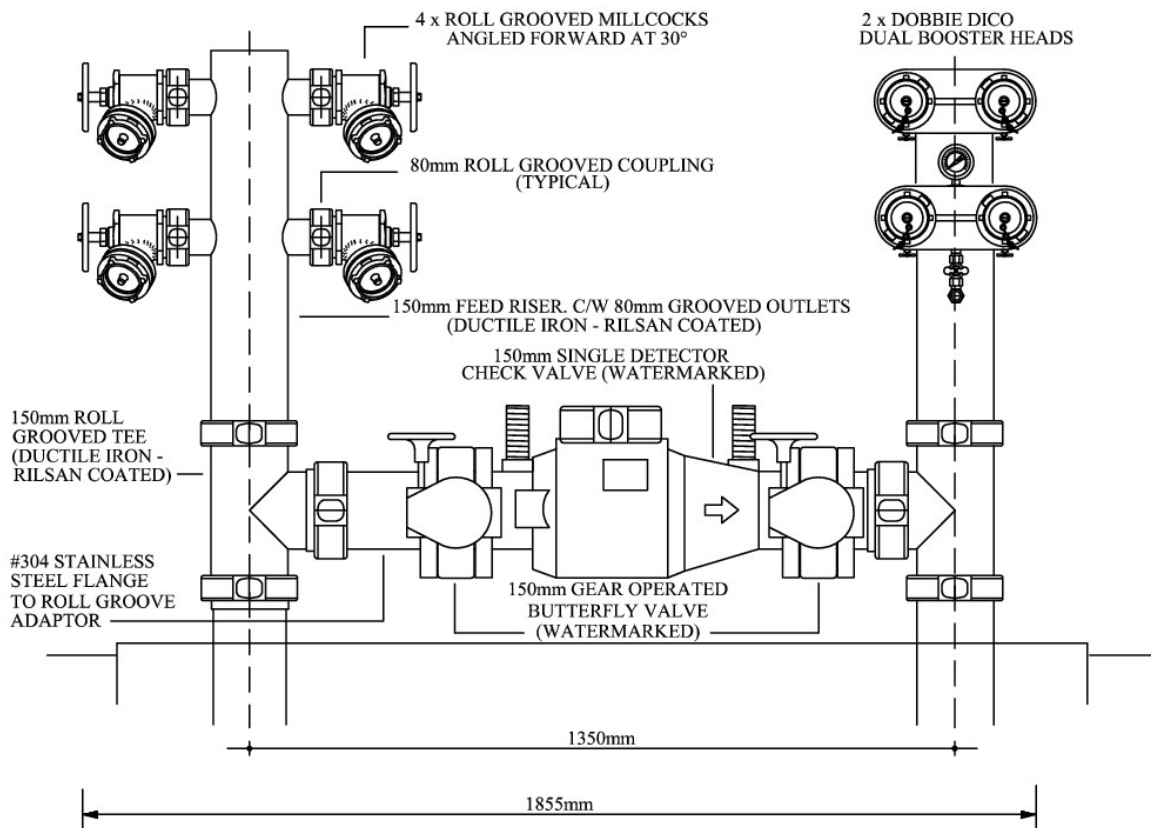 4 x ROLL GROOVED MILLCOCKS
ANGLED FORWARD AT 30°
2 x DOBBIE DICO
DUAL BOOSTER HEADS
80mm ROLL GROOVED COUPLING
(TYPICAL)
150mm FEED RISER. C/W 80mm GROOVED OUTLETS
(DUCTILE IRON - RILSAN COATED)
150mm SINGLE DETECTOR
CHECK VALVE (WATERMARKED)
150mm ROLL
GROOVED TEE
(DUCTILE IRON -
RILSAN COATED)
#304 STAINLESS
STEEL FLANGE
TO ROLL GROOVE
ADAPTOR
150mm GEAR OPERATED
BUTTERFLY VALVE
(WATERMARKED)
1350mm
1855mm